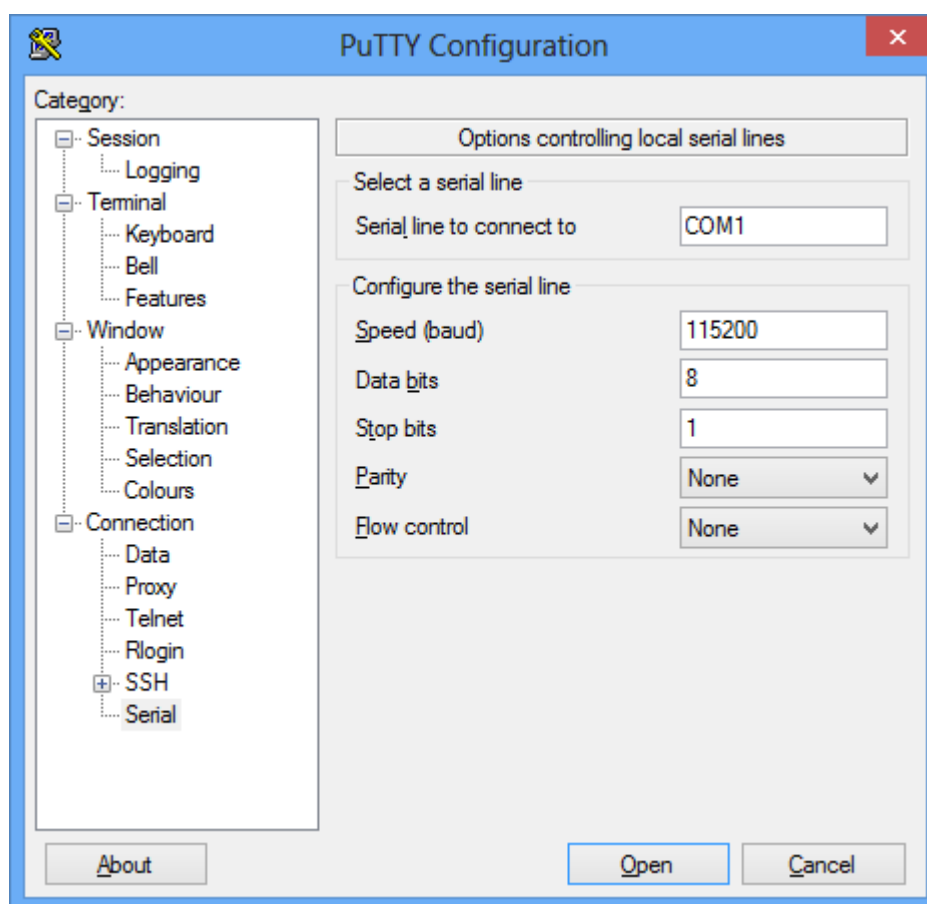 PuTTY Configuration
Category:
Session
Logging
Terminal
Keyboard
Bell
Features
Window
Appearance
Behaviour
Translation
Selection
Colours
Connection
Data
Proxy
Telnet
Rlogin
SSH
Serial
Options controlling local serial lines
Select a serial line
Serial line to connect to COM1
Configure the serial line
Speed (baud) 115200
Data bits 8
Stop bits 1
Parity None
Flow control None
About
Open
Cancel